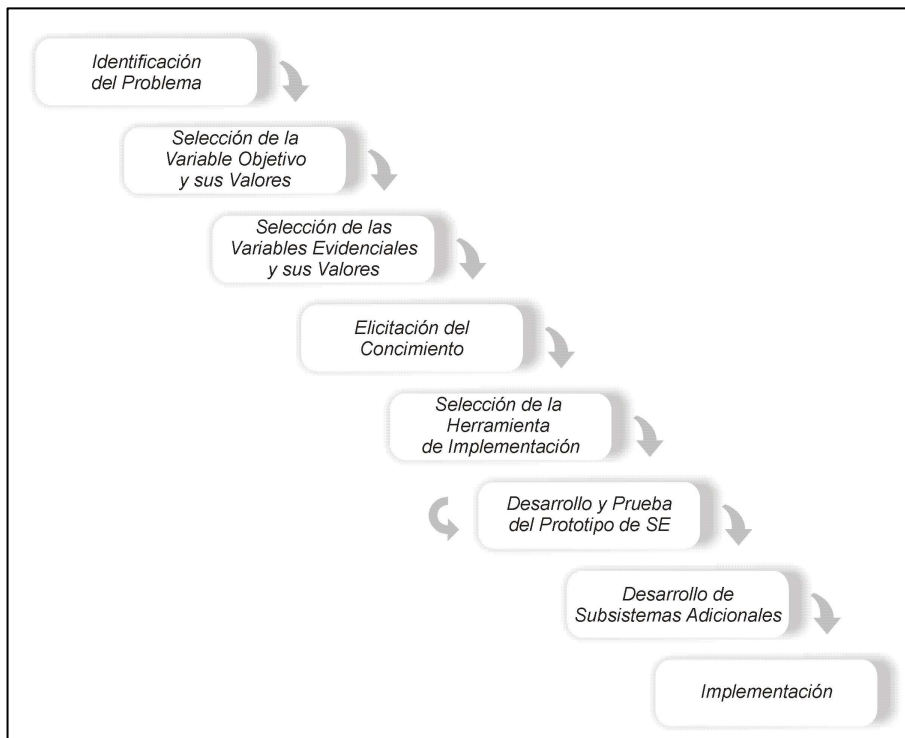 Identificación
del Problema
Selección de la
Variable Objetivo
y sus Valores
Selección de las
Variables Evidenciales
y sus Valores
Elicitación del
Concimiento
Selección de la
Herramienta
de Implementación
Desarrollo y Prueba
del Prototipo de SE
Desarrollo de
Subsistemas Adicionales
Implementación